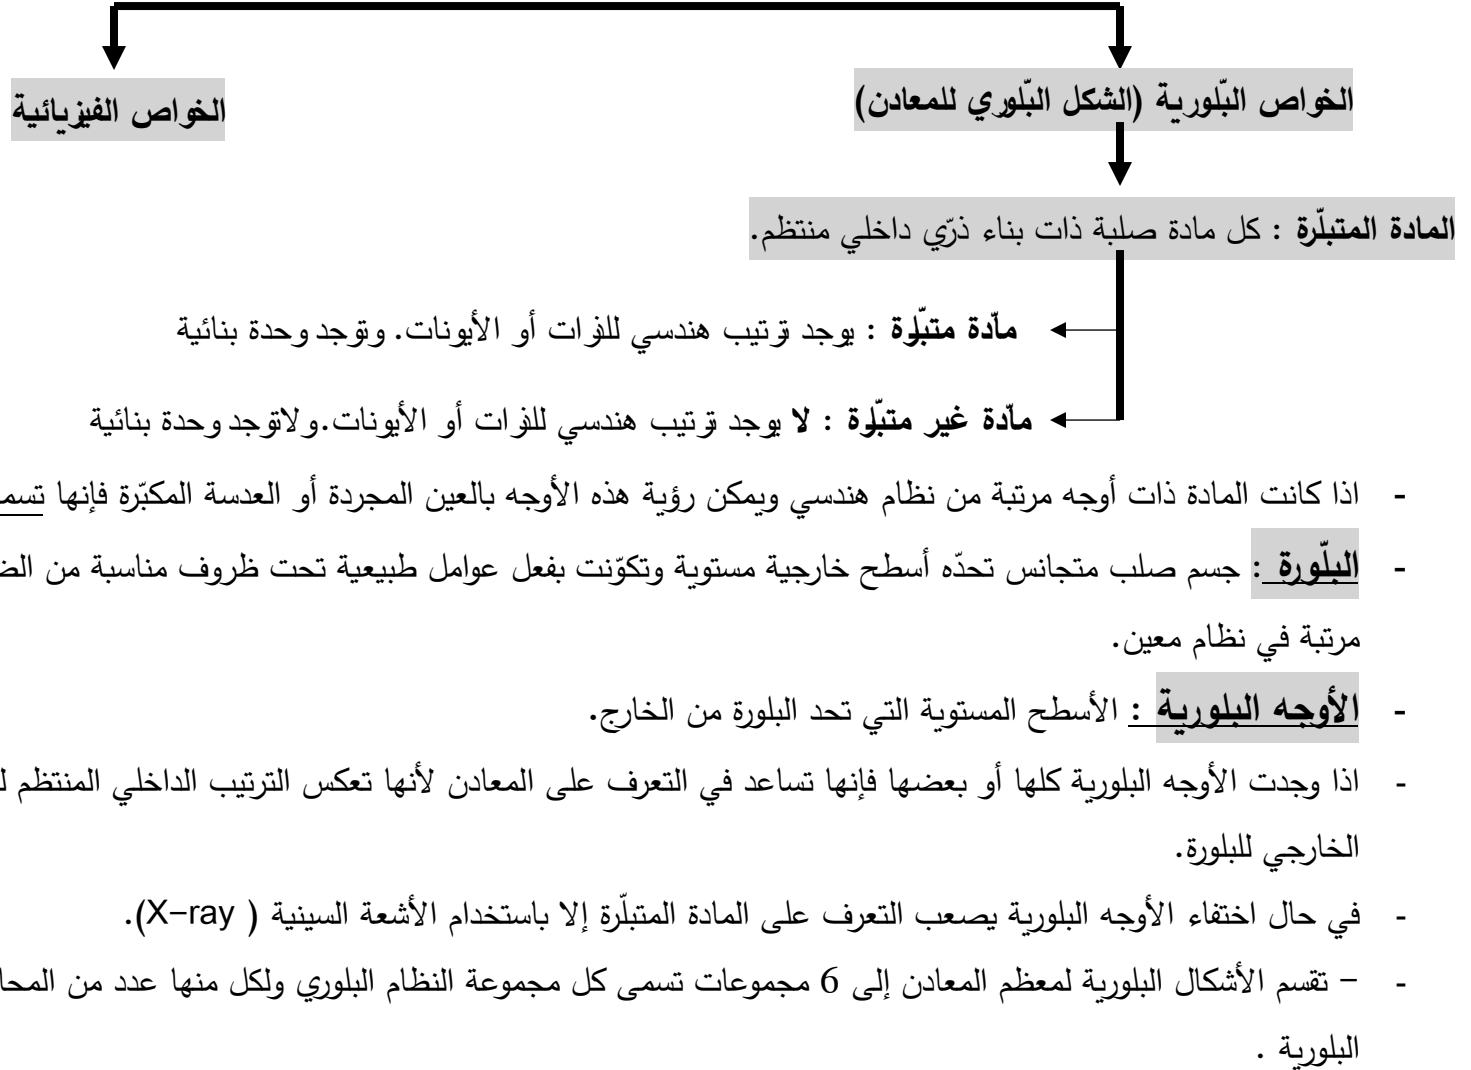 الخواص البّلورية (الشكل البّلوري للمعادن)
الخواص الفيزيائية
المادة المتبلّرة : كل مادة صلبة ذات بناء ذرّي داخلي منتظم.
مادّة متبلّرة : يوجد ترتيب هندسي للذرات أو الأيونات. وتوجد وحدة بنائية
مادّة غير متبلّرة : لا يوجد ترتيب هندسي للذرات أو الأيونات.ولاتوجد وحدة بنائية
- اذا كانت المادة ذات أوجه مرتبة من نظام هندسي ويمكن رؤية هذه الأوجه بالعين المجردة أو العدسة المكبّرة فإنها
- البلّورة : جسم صلب متجانس تحدّه أسطح خارجية مستوية وتكوّنت بفعل عوامل طبيعية تحت ظروف مناسبة من
مرتبة في نظام معين.
- الأوجه البلورية : الأسطح المستوية التي تحد البلورة من الخارج.
- اذا وجدت الأوجه البلورية كلها أو بعضها فإنها تساعد في التعرف على المعادن لأنها تعكس الترتيب الداخلي المنتظم
الخارجي للبلورة.
- في حال اختفاء الأوجه البلورية يصعب التعرف على المادة المتبلّرة إلا باستخدام الأشعة السينية ( X-ray).
- – تقسم الأشكال البلورية لمعظم المعادن إلى 6 مجموعات تسمى كل مجموعة النظام البلوري ولكل منها عدد من
البلورية .